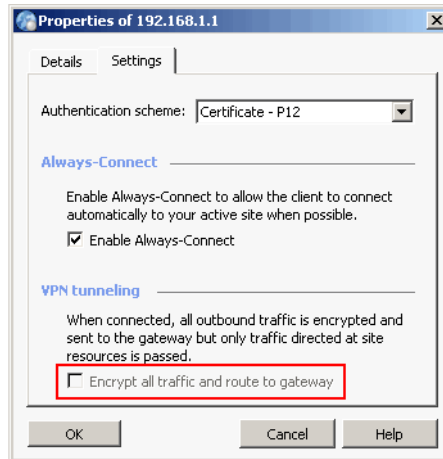 Properties of 192.168.1.1
Details Settings
Authentication scheme: Certificate - P12
Always-Connect
Enable Always-Connect to allow the client to connect
automatically to your active site when possible.
Enable Always-Connect
VPN tunneling
When connected, all outbound traffic is encrypted and
sent to the gateway but only traffic directed at site
resources is passed.
Encrypt all traffic and route to gateway
OK Cancel Help